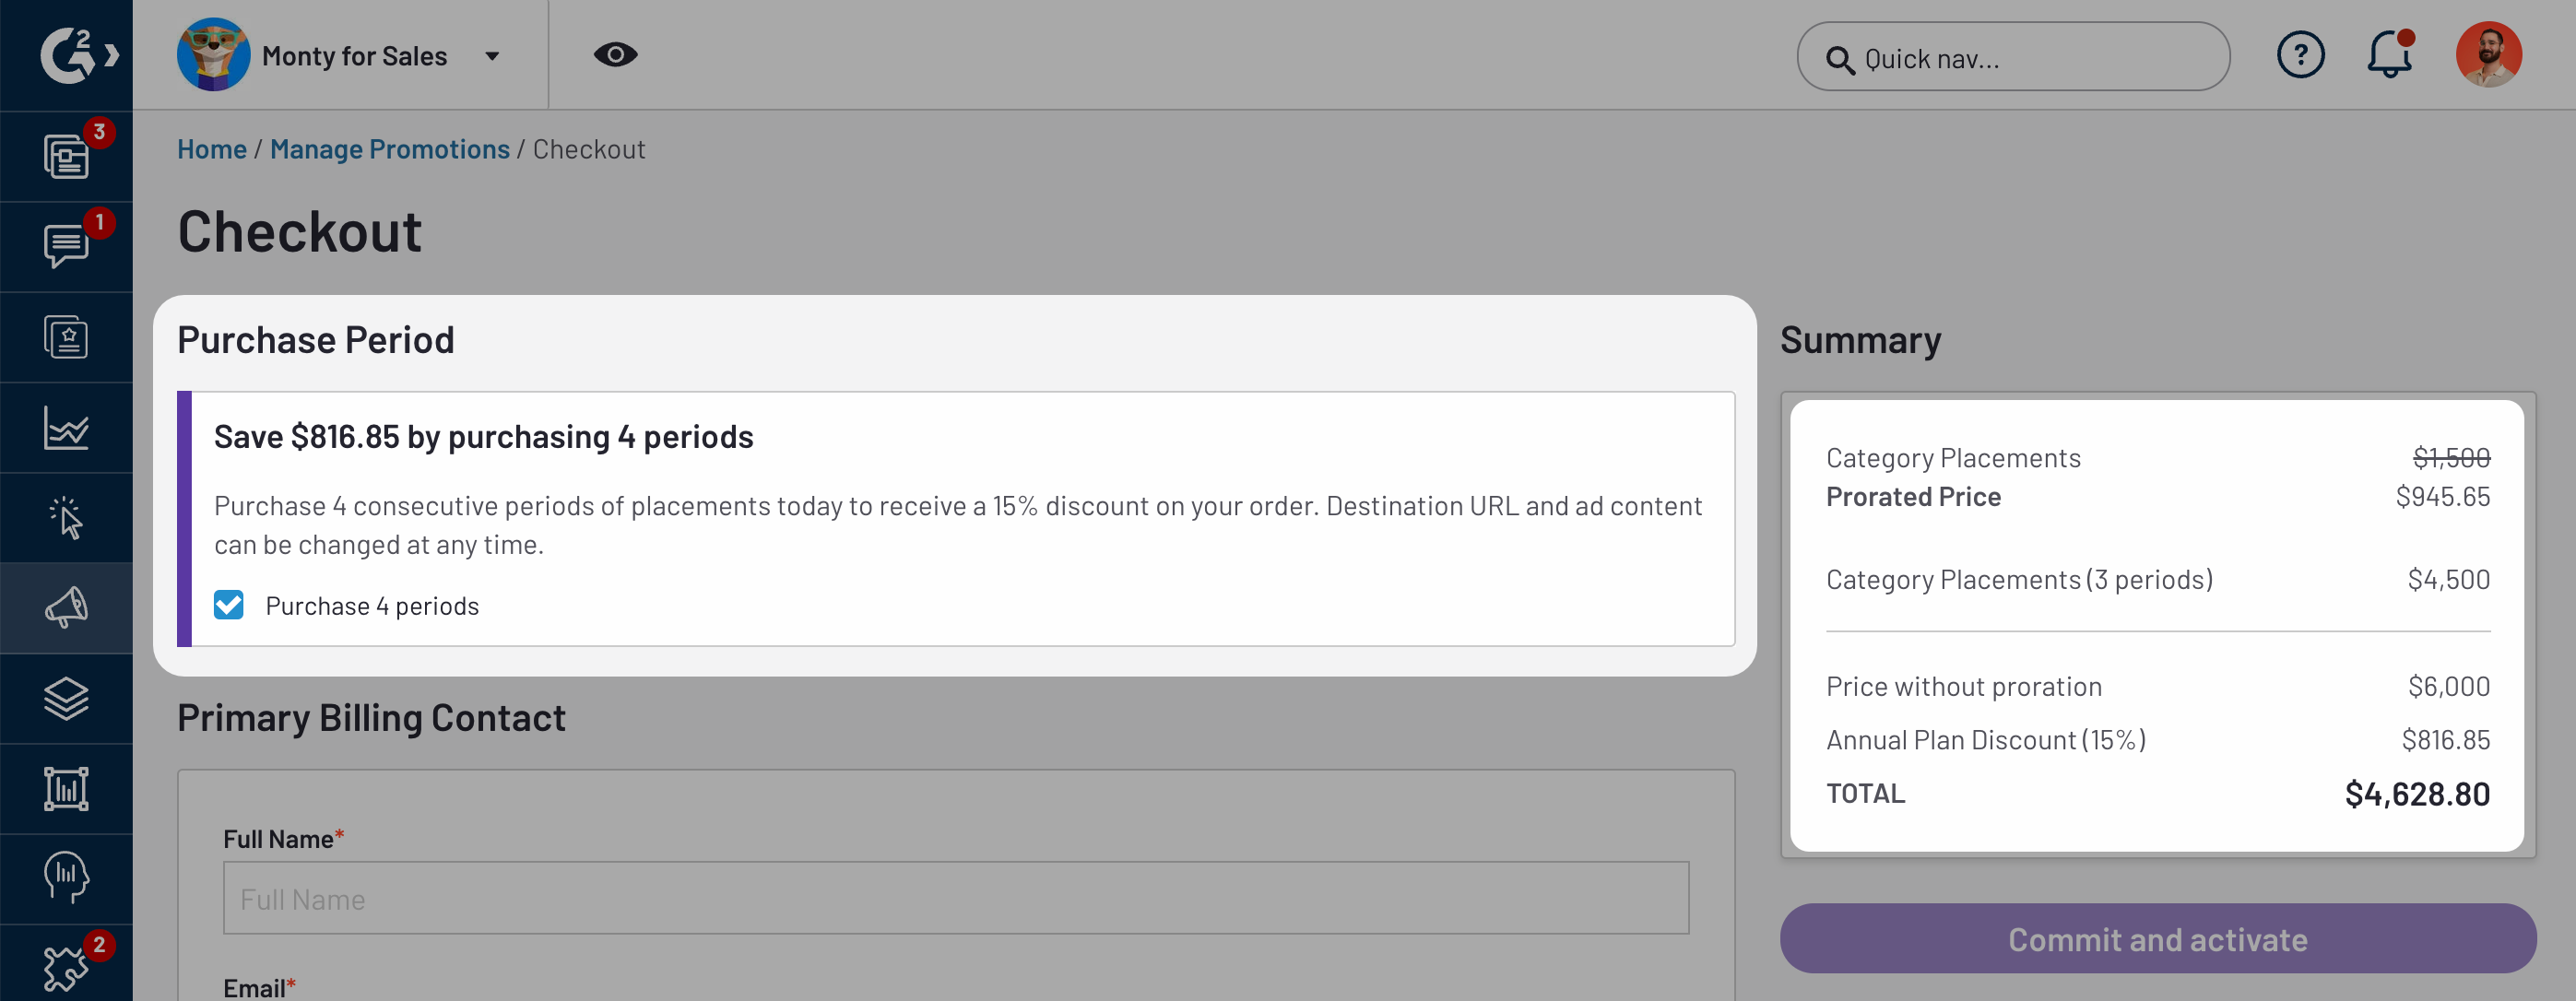 G2
Monty for Sales
Quick nav...
?
3
1
2
Home / Manage Promotions / Checkout
Checkout
Purchase Period
Save $816.85 by purchasing 4 periods
Purchase 4 consecutive periods of placements today to receive a 15% discount on your order. Destination URL and ad content
can be changed at any time.
Purchase 4 periods
Primary Billing Contact
Full Name*
Full Name
Email*
Summary
Category Placements $1,500
Prorated Price $945.65
Category Placements (3 periods) $4,500
Price without proration $6,000
Annual Plan Discount (15%) $816.85
TOTAL $4,628.80
Commit and activate